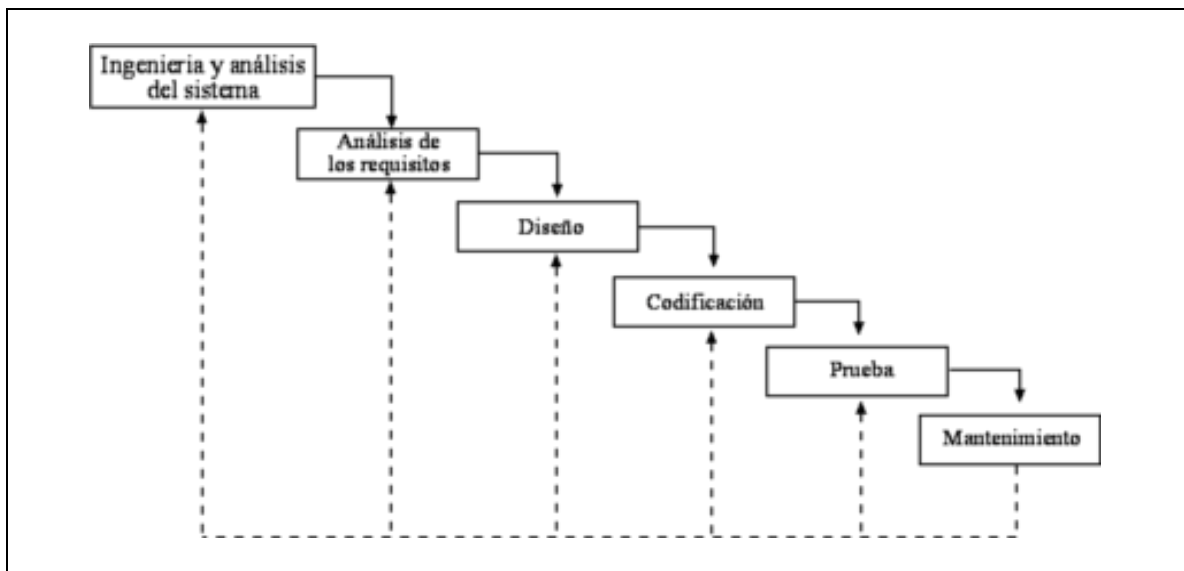 Ingenieria y análisis
del sistema
Análisis de
los requisitos
Diseño
Codificación
Prueba
Mantenimiento